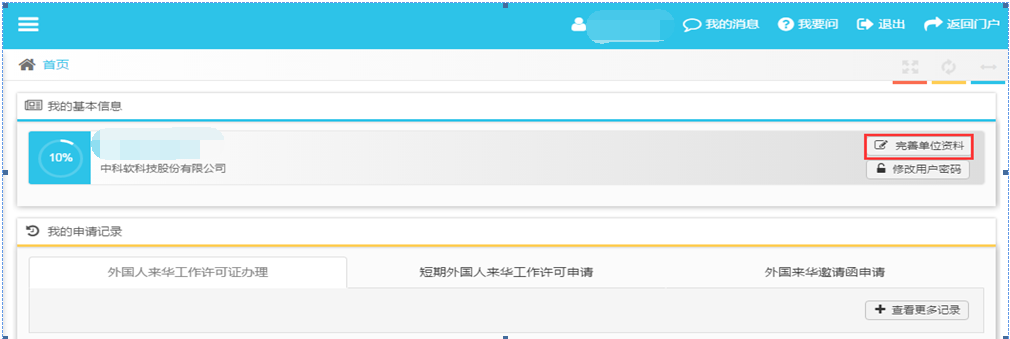 我的消息 我要问 退出 返回门户
首页
我的基本信息
10%
完善单位资料
中科软科技股份有限公司
修改用户密码
我的申请记录
外国人来华工作许可证办理 短期外国人来华工作许可申请 外国来华邀请函申请
查看更多记录